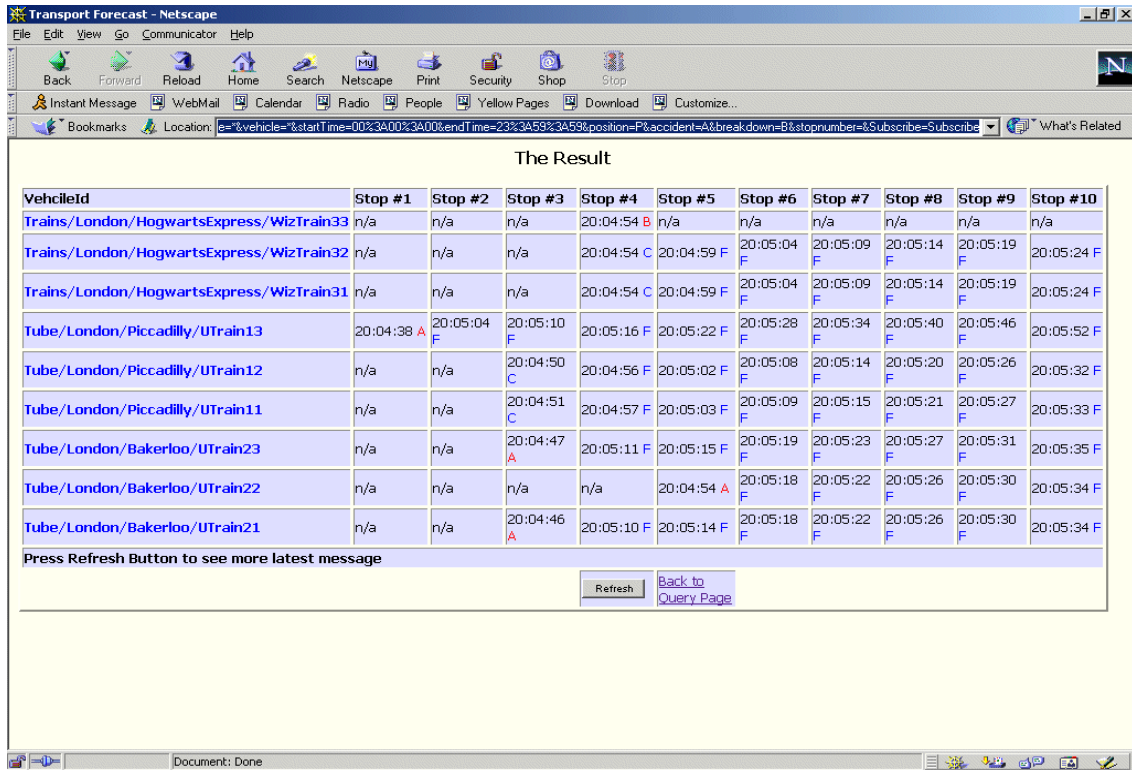 Transport Forecast - Netscape
File Edit View Go Communicator Help
Back Forward Reload Home Search Netscape Print Security Shop Stop
My
N
Instant Message WebMail Calendar Radio People Yellow Pages Download Customize...
Bookmarks Location: e=*&vehicle=*&startTime=00%3A00%3A00&endTime=23%3A59%3A59&position=P&accident=A&breakdown=B&stopnumber=&Subscribe=Subscribe What's Related
The Result
VehcileId Stop #1 Stop #2 Stop #3 Stop #4 Stop #5 Stop #6 Stop #7 Stop #8 Stop #9 Stop #10
Trains/London/HogwartsExpress/WizTrain33 n/a n/a n/a 20:04:54 B n/a n/a n/a n/a n/a n/a
Trains/London/HogwartsExpress/WizTrain32 n/a n/a n/a 20:04:54 C 20:04:59 F 20:05:04 F 20:05:09 F 20:05:14 F 20:05:19 F 20:05:24 F
Trains/London/HogwartsExpress/WizTrain31 n/a n/a n/a 20:04:54 C 20:04:59 F 20:05:04 F 20:05:09 F 20:05:14 F 20:05:19 F 20:05:24 F
Tube/London/Piccadilly/UTrain13 20:04:38 A 20:05:04 F 20:05:10 F 20:05:16 F 20:05:22 F 20:05:28 F 20:05:34 F 20:05:40 F 20:05:46 F 20:05:52 F
Tube/London/Piccadilly/UTrain12 n/a n/a 20:04:50 C 20:04:56 F 20:05:02 F 20:05:08 F 20:05:14 F 20:05:20 F 20:05:26 F 20:05:32 F
Tube/London/Piccadilly/UTrain11 n/a n/a 20:04:51 C 20:04:57 F 20:05:03 F 20:05:09 F 20:05:15 F 20:05:21 F 20:05:27 F 20:05:33 F
Tube/London/Bakerloo/UTrain23 n/a n/a 20:04:47 A 20:05:11 F 20:05:15 F 20:05:19 F 20:05:23 F 20:05:27 F 20:05:31 F 20:05:35 F
Tube/London/Bakerloo/UTrain22 n/a n/a n/a n/a 20:04:54 A 20:05:18 F 20:05:22 F 20:05:26 F 20:05:30 F 20:05:34 F
Tube/London/Bakerloo/UTrain21 n/a n/a 20:04:46 A 20:05:10 F 20:05:14 F 20:05:18 F 20:05:22 F 20:05:26 F 20:05:30 F 20:05:34 F
Press Refresh Button to see more latest message
Refresh Back to
Query Page
Document: Done